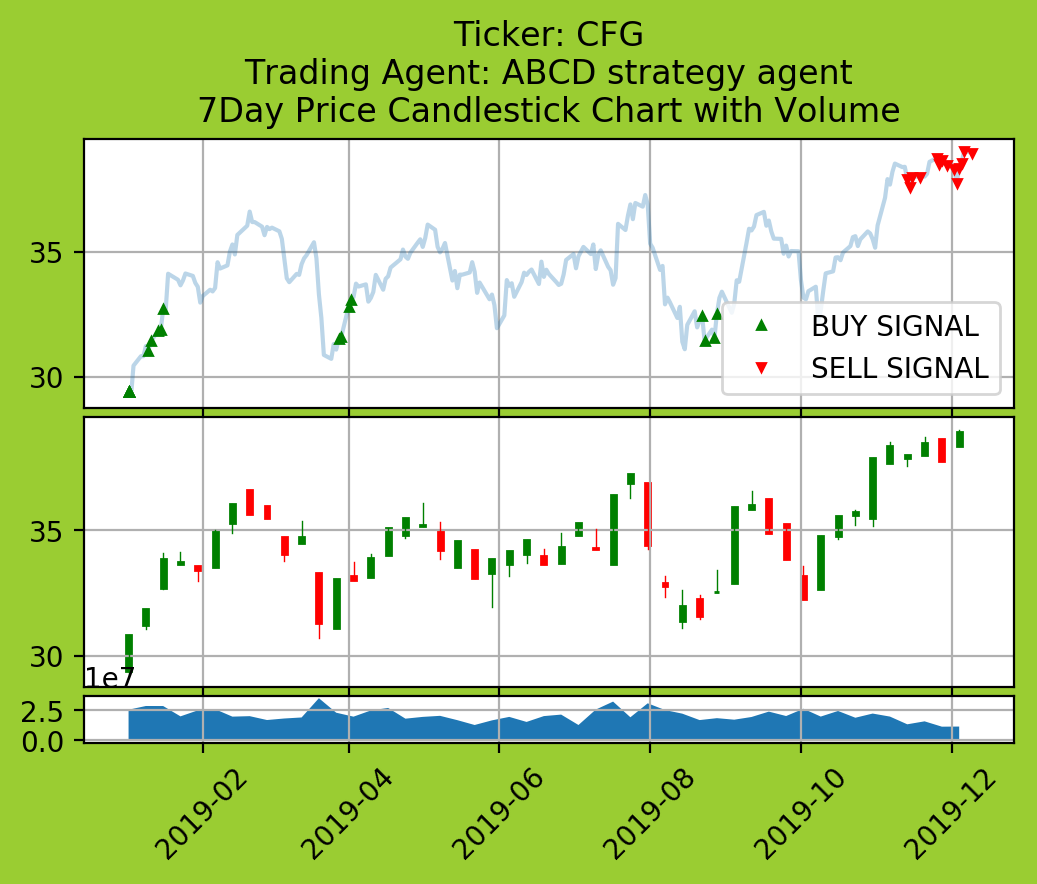 Ticker: CFG
Trading Agent: ABCD strategy agent
7Day Price Candlestick Chart with Volume
35
30
BUY SIGNAL
SELL SIGNAL
35
30
1e7
2.5
0.0
2019-02
2019-04
2019-06
2019-08
2019-10
2019-12